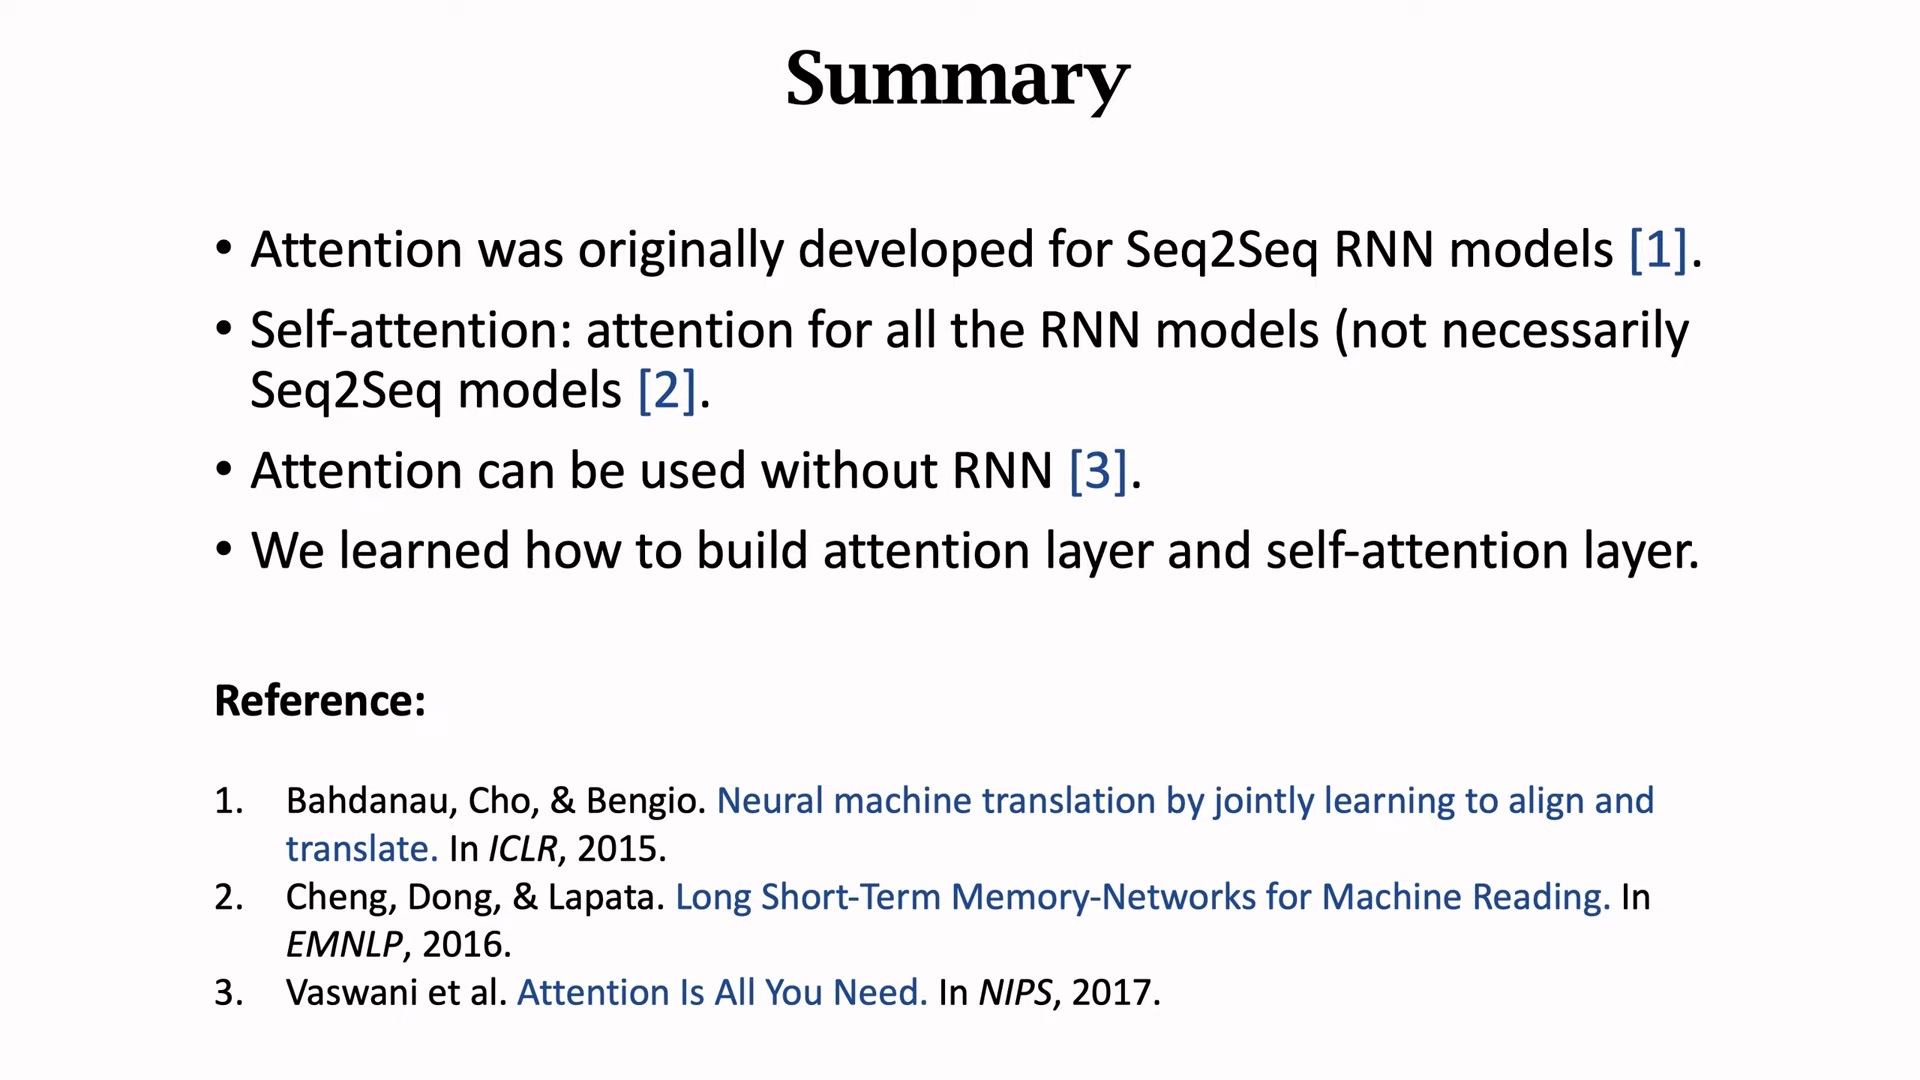 Summary
• Attention was originally developed for Seq2Seq RNN models [1].
• Self-attention: attention for all the RNN models (not necessarily
Seq2Seq models [2].
• Attention can be used without RNN [3].
• We learned how to build attention layer and self-attention layer.
Reference:
1. Bahdanau, Cho, & Bengio. Neural machine translation by jointly learning to align and
translate. In ICLR, 2015.
2. Cheng, Dong, & Lapata. Long Short-Term Memory-Networks for Machine Reading. In
EMNLP, 2016.
3. Vaswani et al. Attention Is All You Need. In NIPS, 2017.